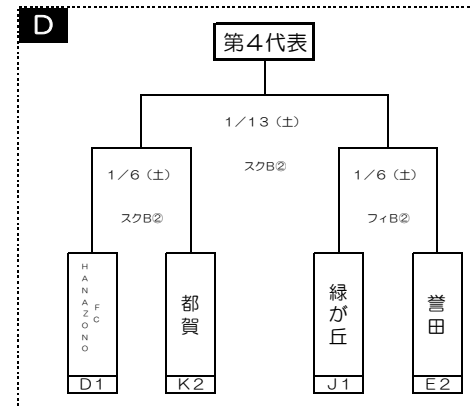 D
第4代表
1/13(土)
スクB②
1/6(土)
1/6(土)
スクB②
フィB②
HANAZONO
FC
都賀
緑が丘
誉田
D1
K2
J1
E2